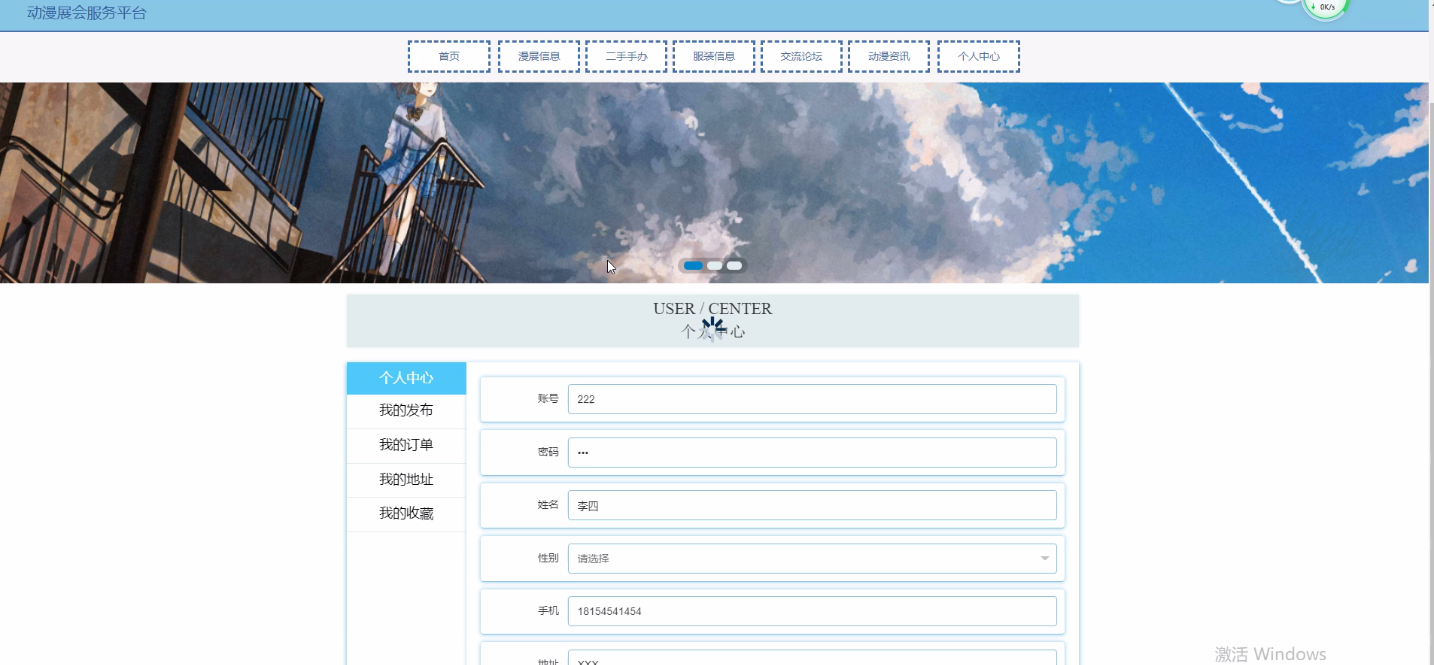 动漫展会服务平台
0K/s
首页
漫展信息
二手手办
服装信息
交流论坛
动漫资讯
个人中心
USER / CENTER
个人中心
个人中心
我的发布
我的订单
我的地址
我的收藏
账号
222
密码
•••
姓名
李四
性别
请选择
手机
18154541454
地址
XXX
激活 Windows